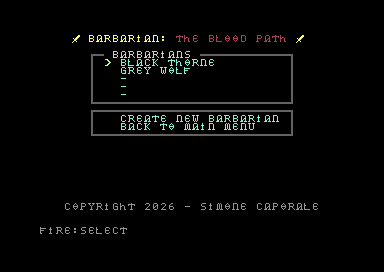 BARBARIAN: THE BLOOD PATH
BARBARIANS
> BLACK THORNE
GREY WOLF
-
-
-
CREATE NEW BARBARIAN
BACK TO MAIN MENU
COPYRIGHT 2026 - SIMONE CAPORALE
FIRE:SELECT